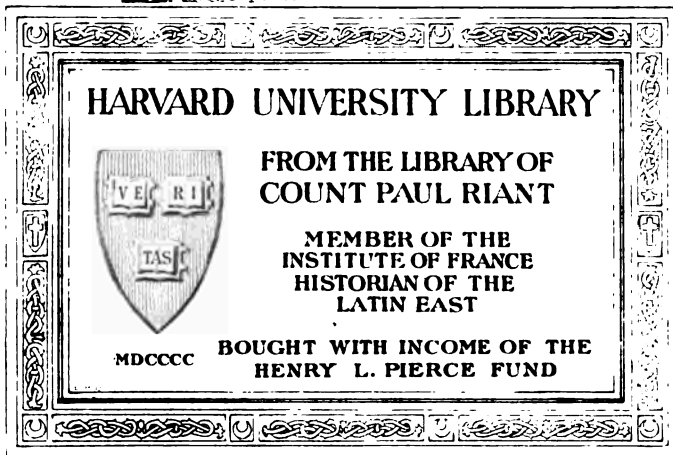 HARVARD UNIVERSITY LIBRARY
VE RI
TAS
FROM THE LIBRARY OF
COUNT PAUL RIANT
MEMBER OF THE
INSTITUTE OF FRANCE
HISTORIAN OF THE
LATIN EAST
MDCCCC
BOUGHT WITH INCOME OF THE
HENRY L. PIERCE FUND